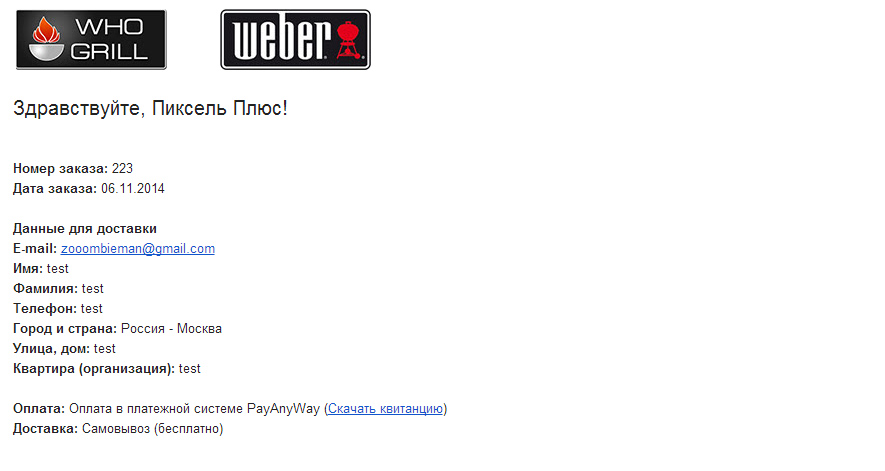 WHO
GRILL
weber
Здравствуйте, Пиксель Плюс!
Номер заказа: 223
Дата заказа: 06.11.2014
Данные для доставки
E-mail: zooombieman@gmail.com
Имя: test
Фамилия: test
Телефон: test
Город и страна: Россия - Москва
Улица, дом: test
Квартира (организация): test
Оплата: Оплата в платежной системе PayAnyWay (Скачать квитанцию)
Доставка: Самовывоз (бесплатно)